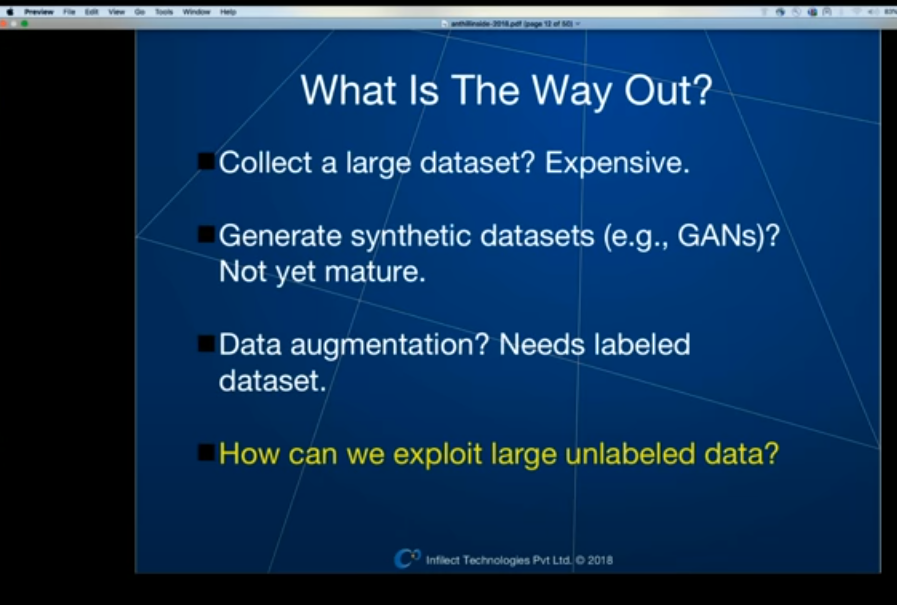 Preview File Edit View Go Tools Window Help
anthillinside-2018.pdf (page 12 of 50)
What Is The Way Out?
Collect a large dataset? Expensive.
Generate synthetic datasets (e.g., GANs)?
Not yet mature.
Data augmentation? Needs labeled
dataset.
How can we exploit large unlabeled data?
Infilect Technologies Pvt Ltd. © 2018